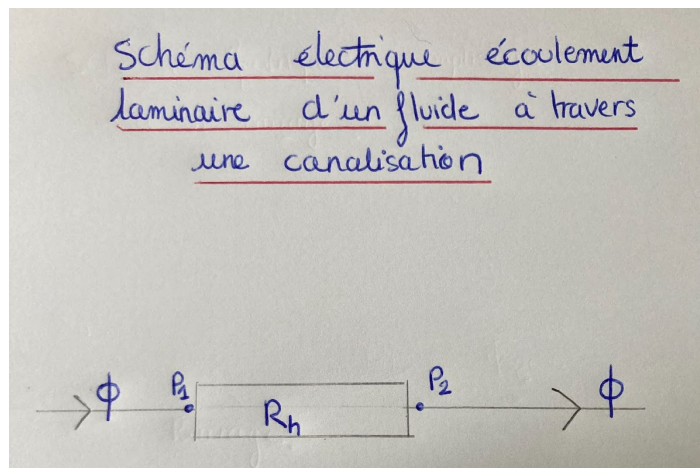 Schéma électrique écoulement
laminaire d'un fluide à travers
une canalisation
ϕ P1 Rh P2 ϕ